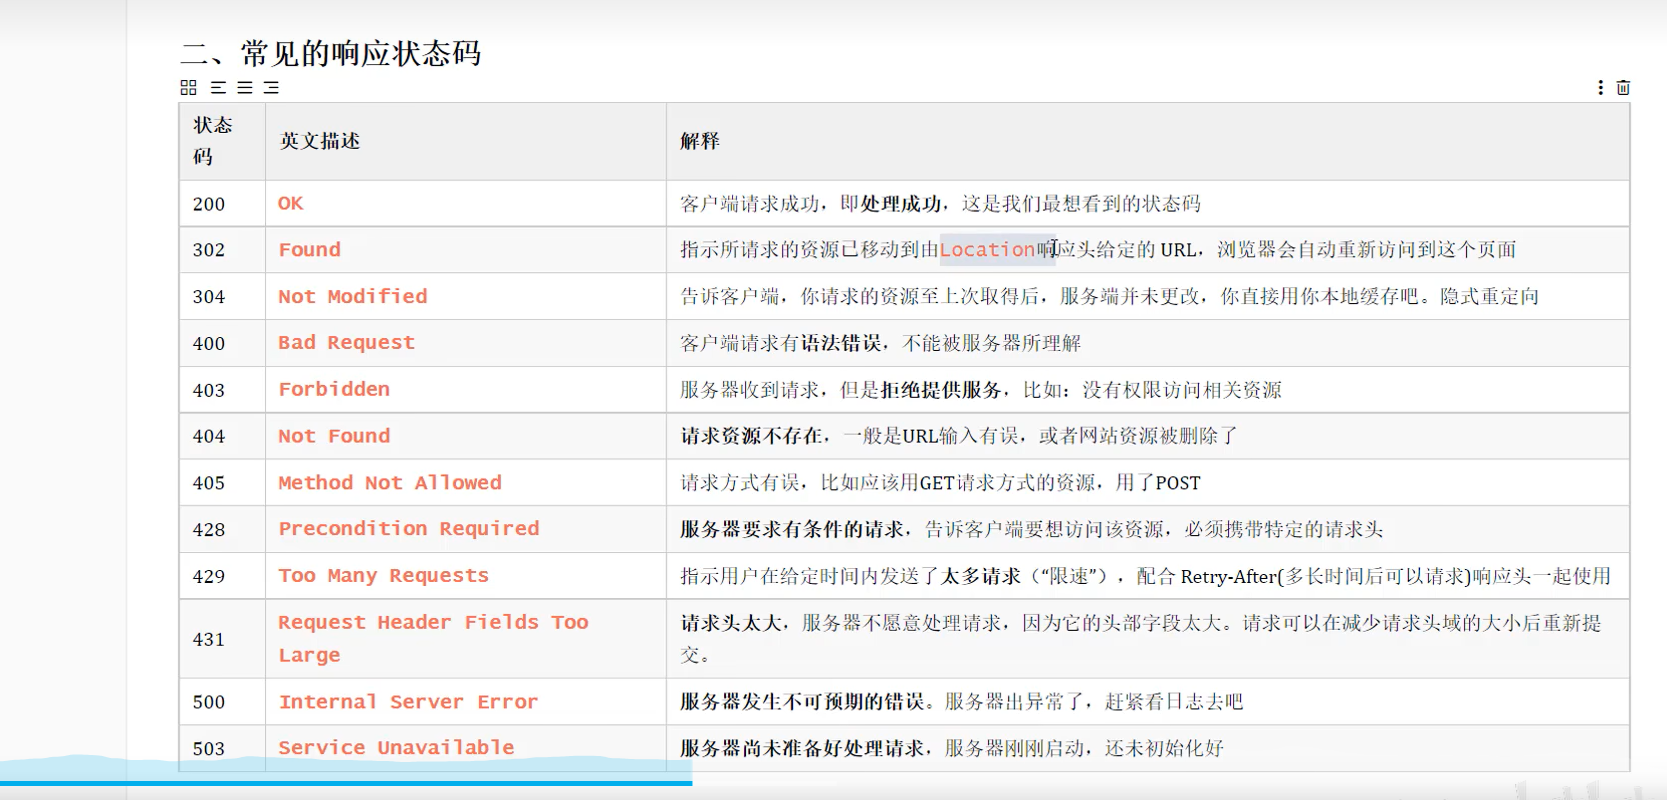 二、常见的响应状态码
状态
码
英文描述
解释
200
OK
客户端请求成功，即处理成功，这是我们最想看到的状态码
302
Found
指示所请求的资源已移动到由Location响应头给定的 URL，浏览器会自动重新访问到这个页面
304
Not Modified
告诉客户端，你请求的资源至上次取得后，服务端并未更改，你直接用你本地缓存吧。隐式重定向
400
Bad Request
客户端请求有语法错误，不能被服务器所理解
403
Forbidden
服务器收到请求，但是拒绝提供服务，比如：没有权限访问相关资源
404
Not Found
请求资源不存在，一般是URL输入有误，或者网站资源被删除了
405
Method Not Allowed
请求方式有误，比如应该用GET请求方式的资源，用了POST
428
Precondition Required
服务器要求有条件的请求，告诉客户端要想访问该资源，必须携带特定的请求头
429
Too Many Requests
指示用户在给定时间内发送了太多请求（“限速”），配合 Retry-After(多长时间后可以请求)响应头一起使用
431
Request Header Fields Too
Large
请求头太大，服务器不愿意处理请求，因为它的头部字段太大。请求可以在减少请求头域的大小后重新提
交。
500
Internal Server Error
服务器发生不可预期的错误。服务器出异常了，赶紧看日志去吧
503
Service Unavailable
服务器尚未准备好处理请求，服务器刚刚启动，还未初始化好